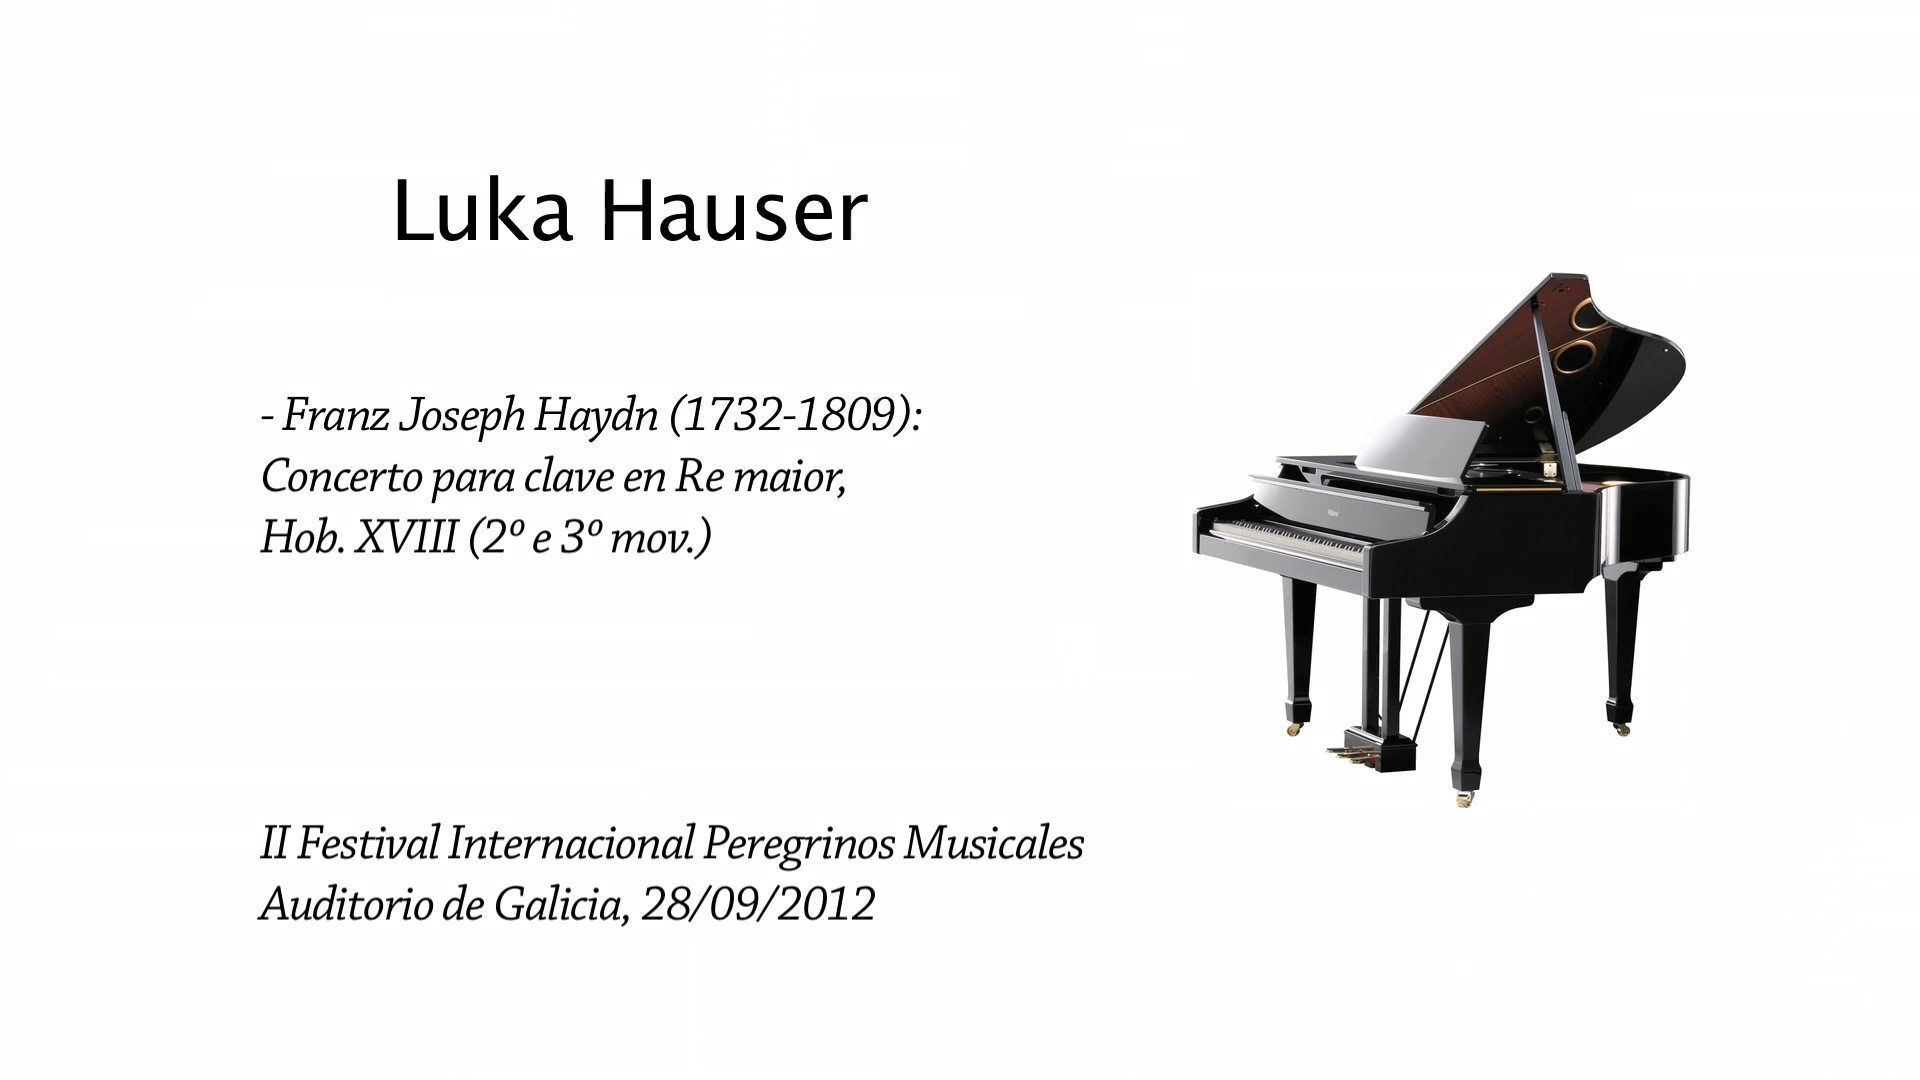 Luka Hauser
- Franz Joseph Haydn (1732-1809):
Concerto para clave en Re maior,
Hob. XVIII (2º e 3º mov.)
Roland
II Festival Internacional Peregrinos Musicales
Auditorio de Galicia, 28/09/2012